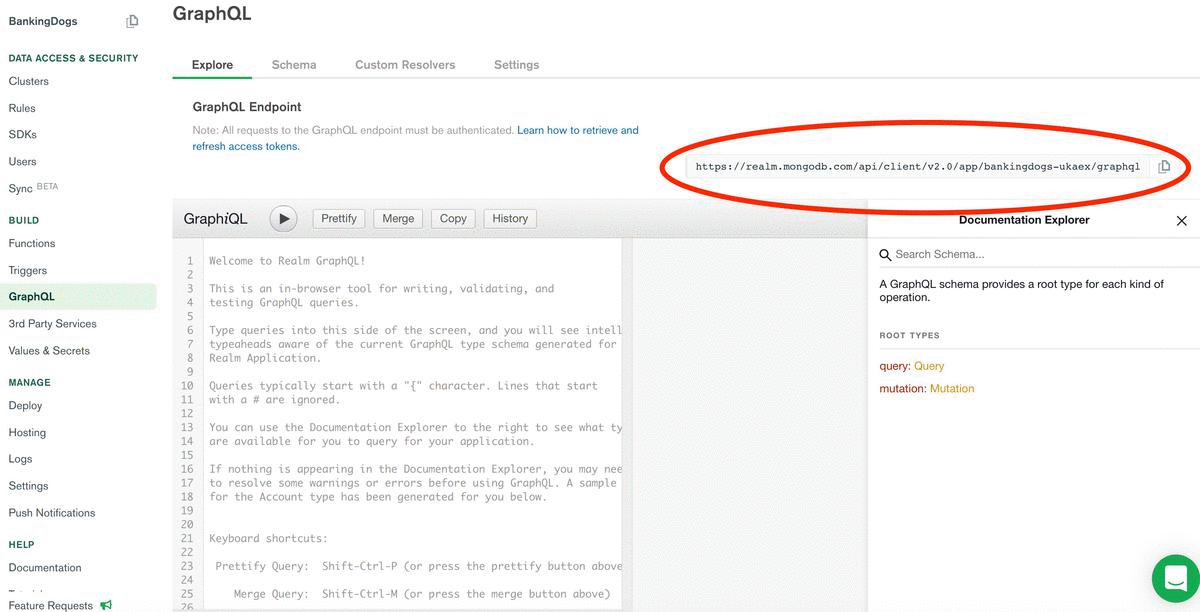 BankingDogs
DATA ACCESS & SECURITY
Clusters
Rules
SDKs
Users
Sync BETA
BUILD
Functions
Triggers
GraphQL
3rd Party Services
Values & Secrets
MANAGE
Deploy
Hosting
Logs
Settings
Push Notifications
HELP
Documentation
Feature Requests
GraphQL
Explore Schema Custom Resolvers Settings
GraphQL Endpoint
Note: All requests to the GraphQL endpoint must be authenticated. Learn how to retrieve and
refresh access tokens.
https://realm.mongodb.com/api/client/v2.0/app/bankingdogs-ukaex/graphql
GraphiQL Prettify Merge Copy History
1 Welcome to Realm GraphQL!
2
3 This is an in-browser tool for writing, validating, and
4 testing GraphQL queries.
5
6 Type queries into this side of the screen, and you will see intell
7 typeaheads aware of the current GraphQL type schema generated for
8 Realm Application.
9
10 Queries typically start with a "{" character. Lines that start
11 with a # are ignored.
12
13 You can use the Documentation Explorer to the right to see what ty
14 are available for you to query for your application.
15
16 If nothing is appearing in the Documentation Explorer, you may nee
17 to resolve some warnings or errors before using GraphQL. A sample
18 for the Account type has been generated for you below.
19
20
21 Keyboard shortcuts:
22
23 Prettify Query: Shift-Ctrl-P (or press the prettify button above
24
25 Merge Query: Shift-Ctrl-M (or press the merge button above)
26
Documentation Explorer
Search Schema...
A GraphQL schema provides a root type for each kind of
operation.
ROOT TYPES
query: Query
mutation: Mutation